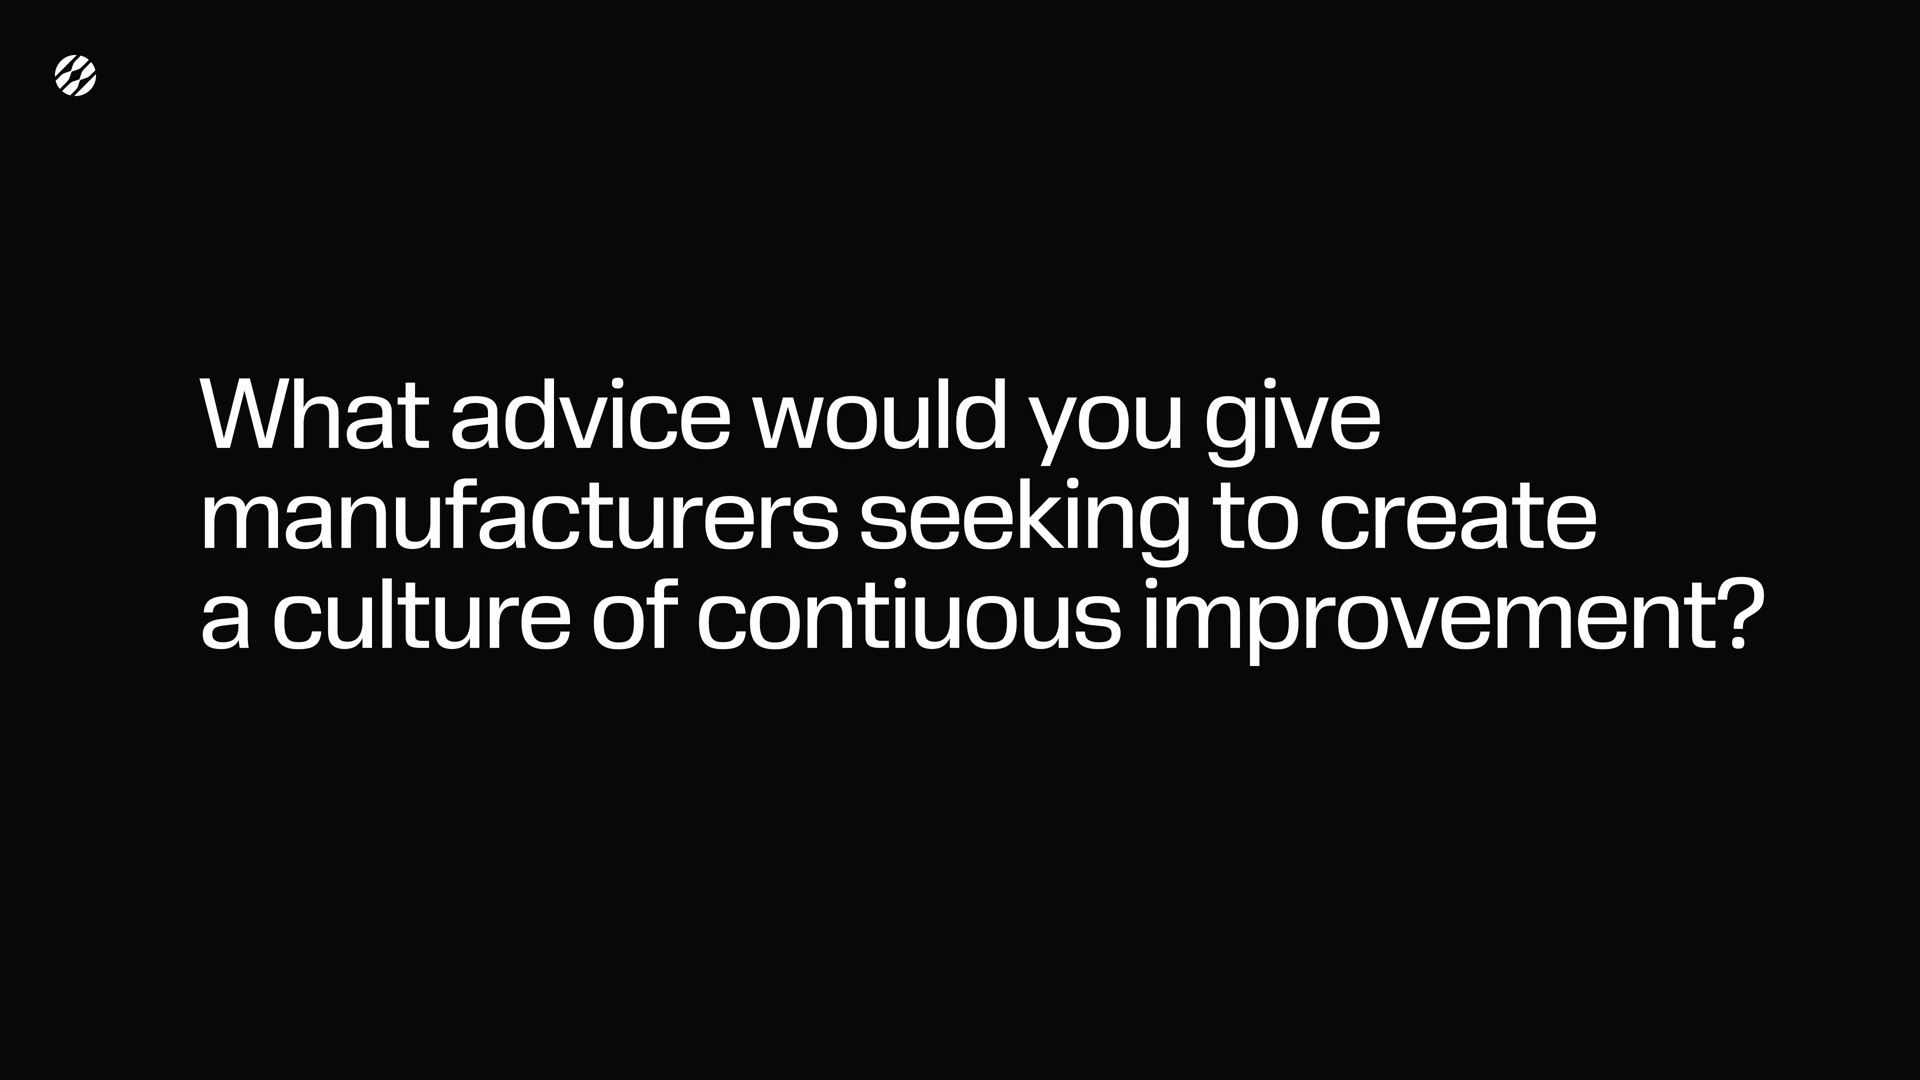 What advice would you give
manufacturers seeking to create
a culture of contiuous improvement?